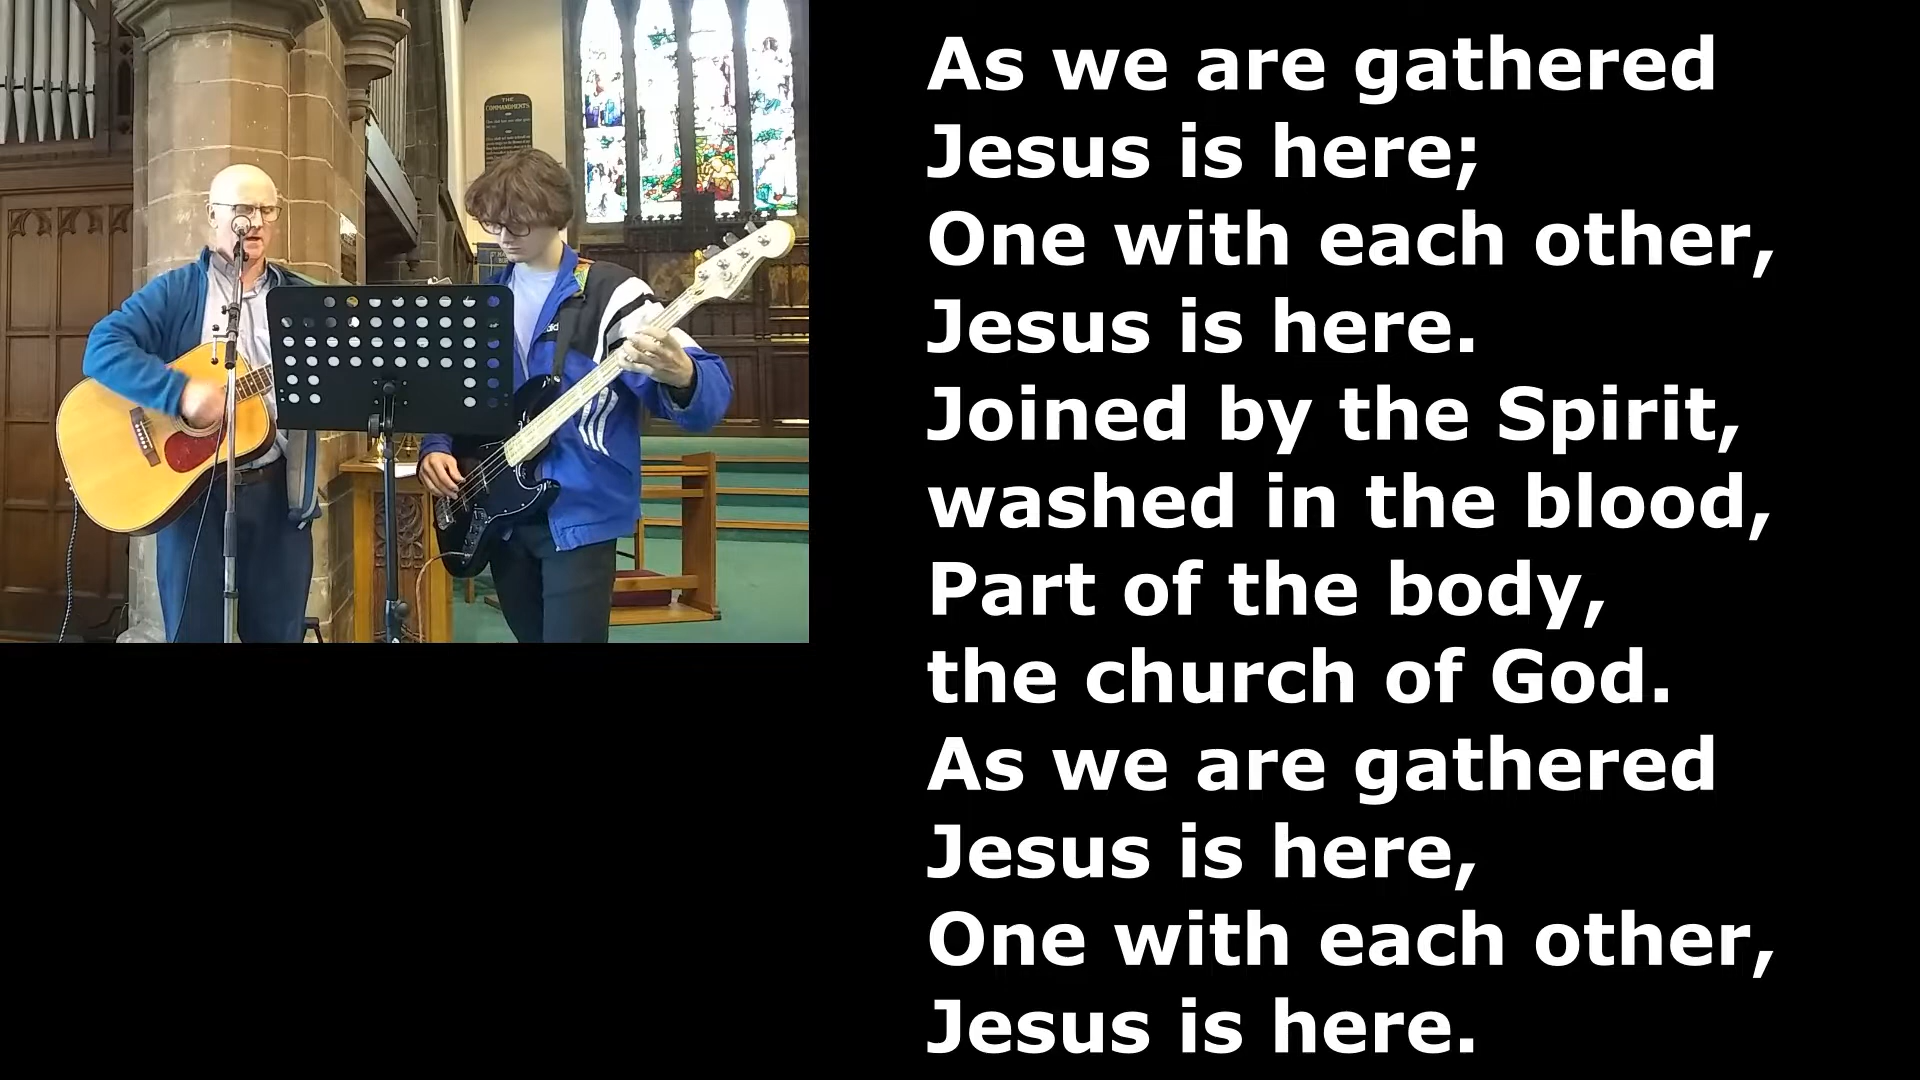 THE
COMMANDMENTS
As we are gathered
Jesus is here;
One with each other,
Jesus is here.
Joined by the Spirit,
washed in the blood,
Part of the body,
the church of God.
As we are gathered
Jesus is here,
One with each other,
Jesus is here.